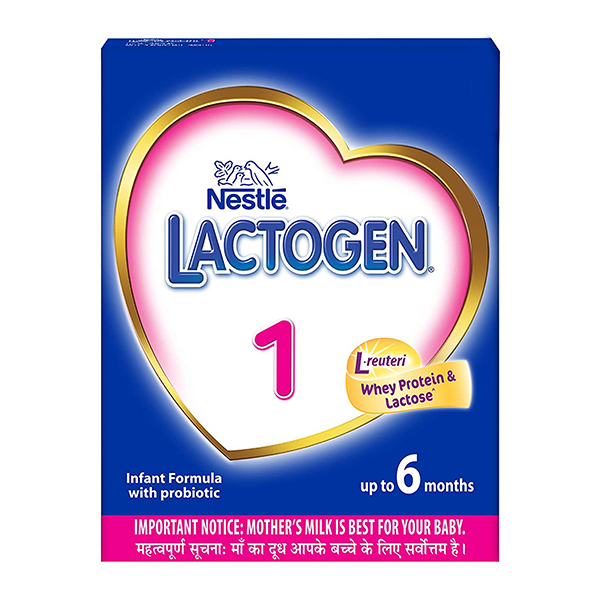 Nestlē
LACTOGEN®
1
L-reuteri
Whey Protein &
Lactose^
Infant Formula
with probiotic
up to 6 months
IMPORTANT NOTICE: MOTHER'S MILK IS BEST FOR YOUR BABY.
महत्वपूर्ण सूचना: माँ का दूध आपके बच्चे के लिए सर्वोत्तम है।